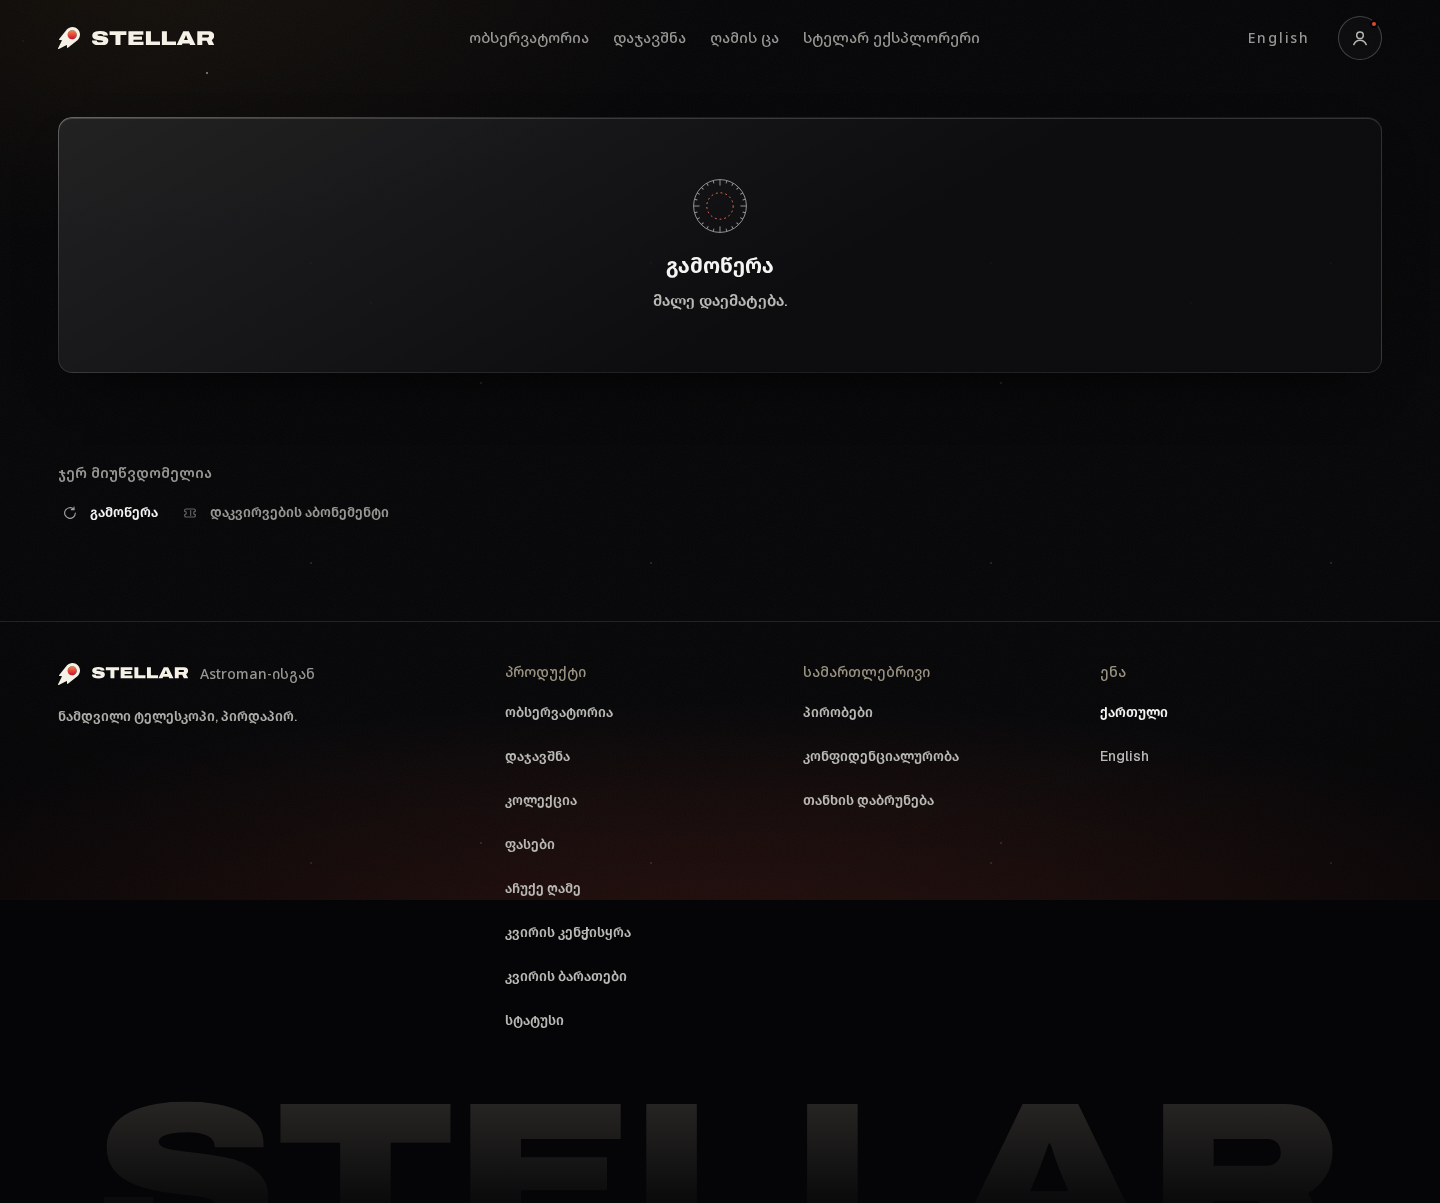 STELLAR
ობსერვატორია დაჯავშნა ღამის ცა სტელარ ექსპლორერი
English
გამოწერა
მალე დაემატება.
ჯერ მიუწვდომელია
გამოწერა დაკვირვების აბონემენტი
STELLAR Astroman-ისგან
ნამდვილი ტელესკოპი, პირდაპირ.
პროდუქტი
ობსერვატორია
დაჯავშნა
კოლექცია
ფასები
აჩუქე ღამე
კვირის კენჭისყრა
კვირის ბარათები
სტატუსი
სამართლებრივი
პირობები
კონფიდენციალურობა
თანხის დაბრუნება
ენა
ქართული
English
STELLAR